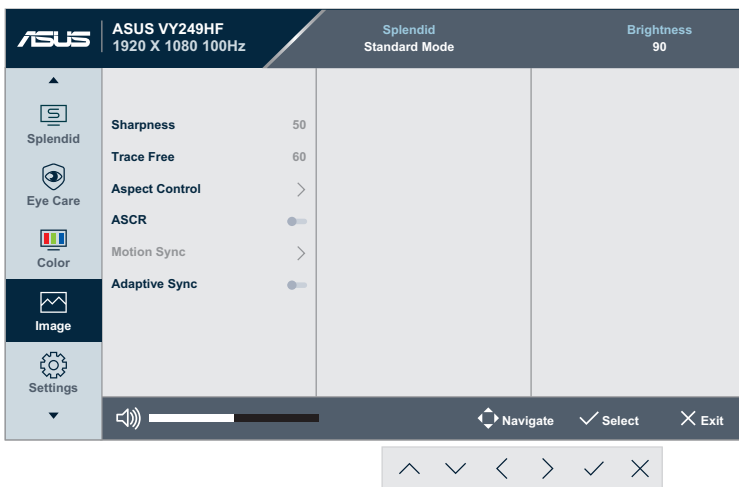 ASUS
ASUS VY249HF
1920 X 1080 100Hz
Splendid
Standard Mode
Brightness
90
Splendid
Eye Care
Color
Image
Settings
Sharpness 50
Trace Free 60
Aspect Control
ASCR
Motion Sync
Adaptive Sync
Navigate
Select
Exit